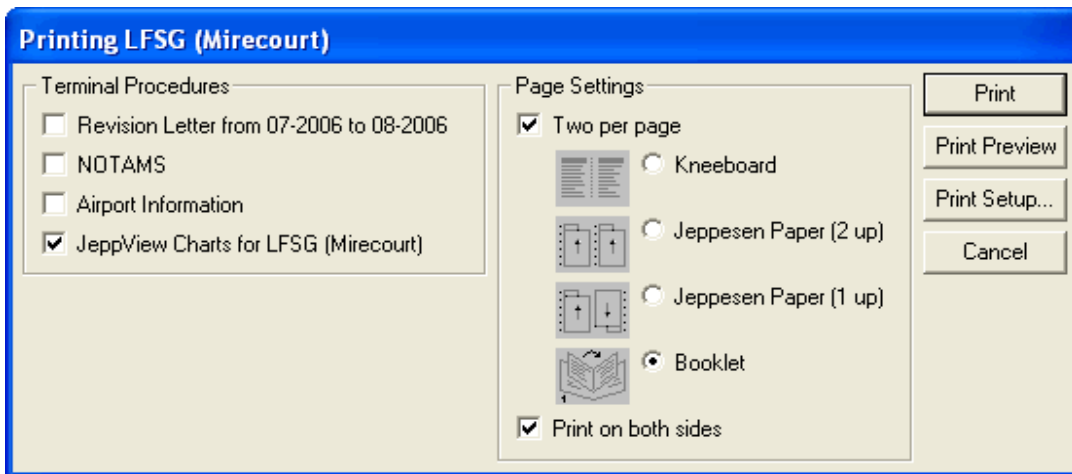 Printing LFSG (Mirecourt)
Terminal Procedures
Revision Letter from 07-2006 to 08-2006
NOTAMS
Airport Information
JeppView Charts for LFSG (Mirecourt)
Page Settings
Two per page
Kneeboard
Jeppesen Paper (2 up)
Jeppesen Paper (1 up)
1
Booklet
Print on both sides
Print
Print Preview
Print Setup...
Cancel